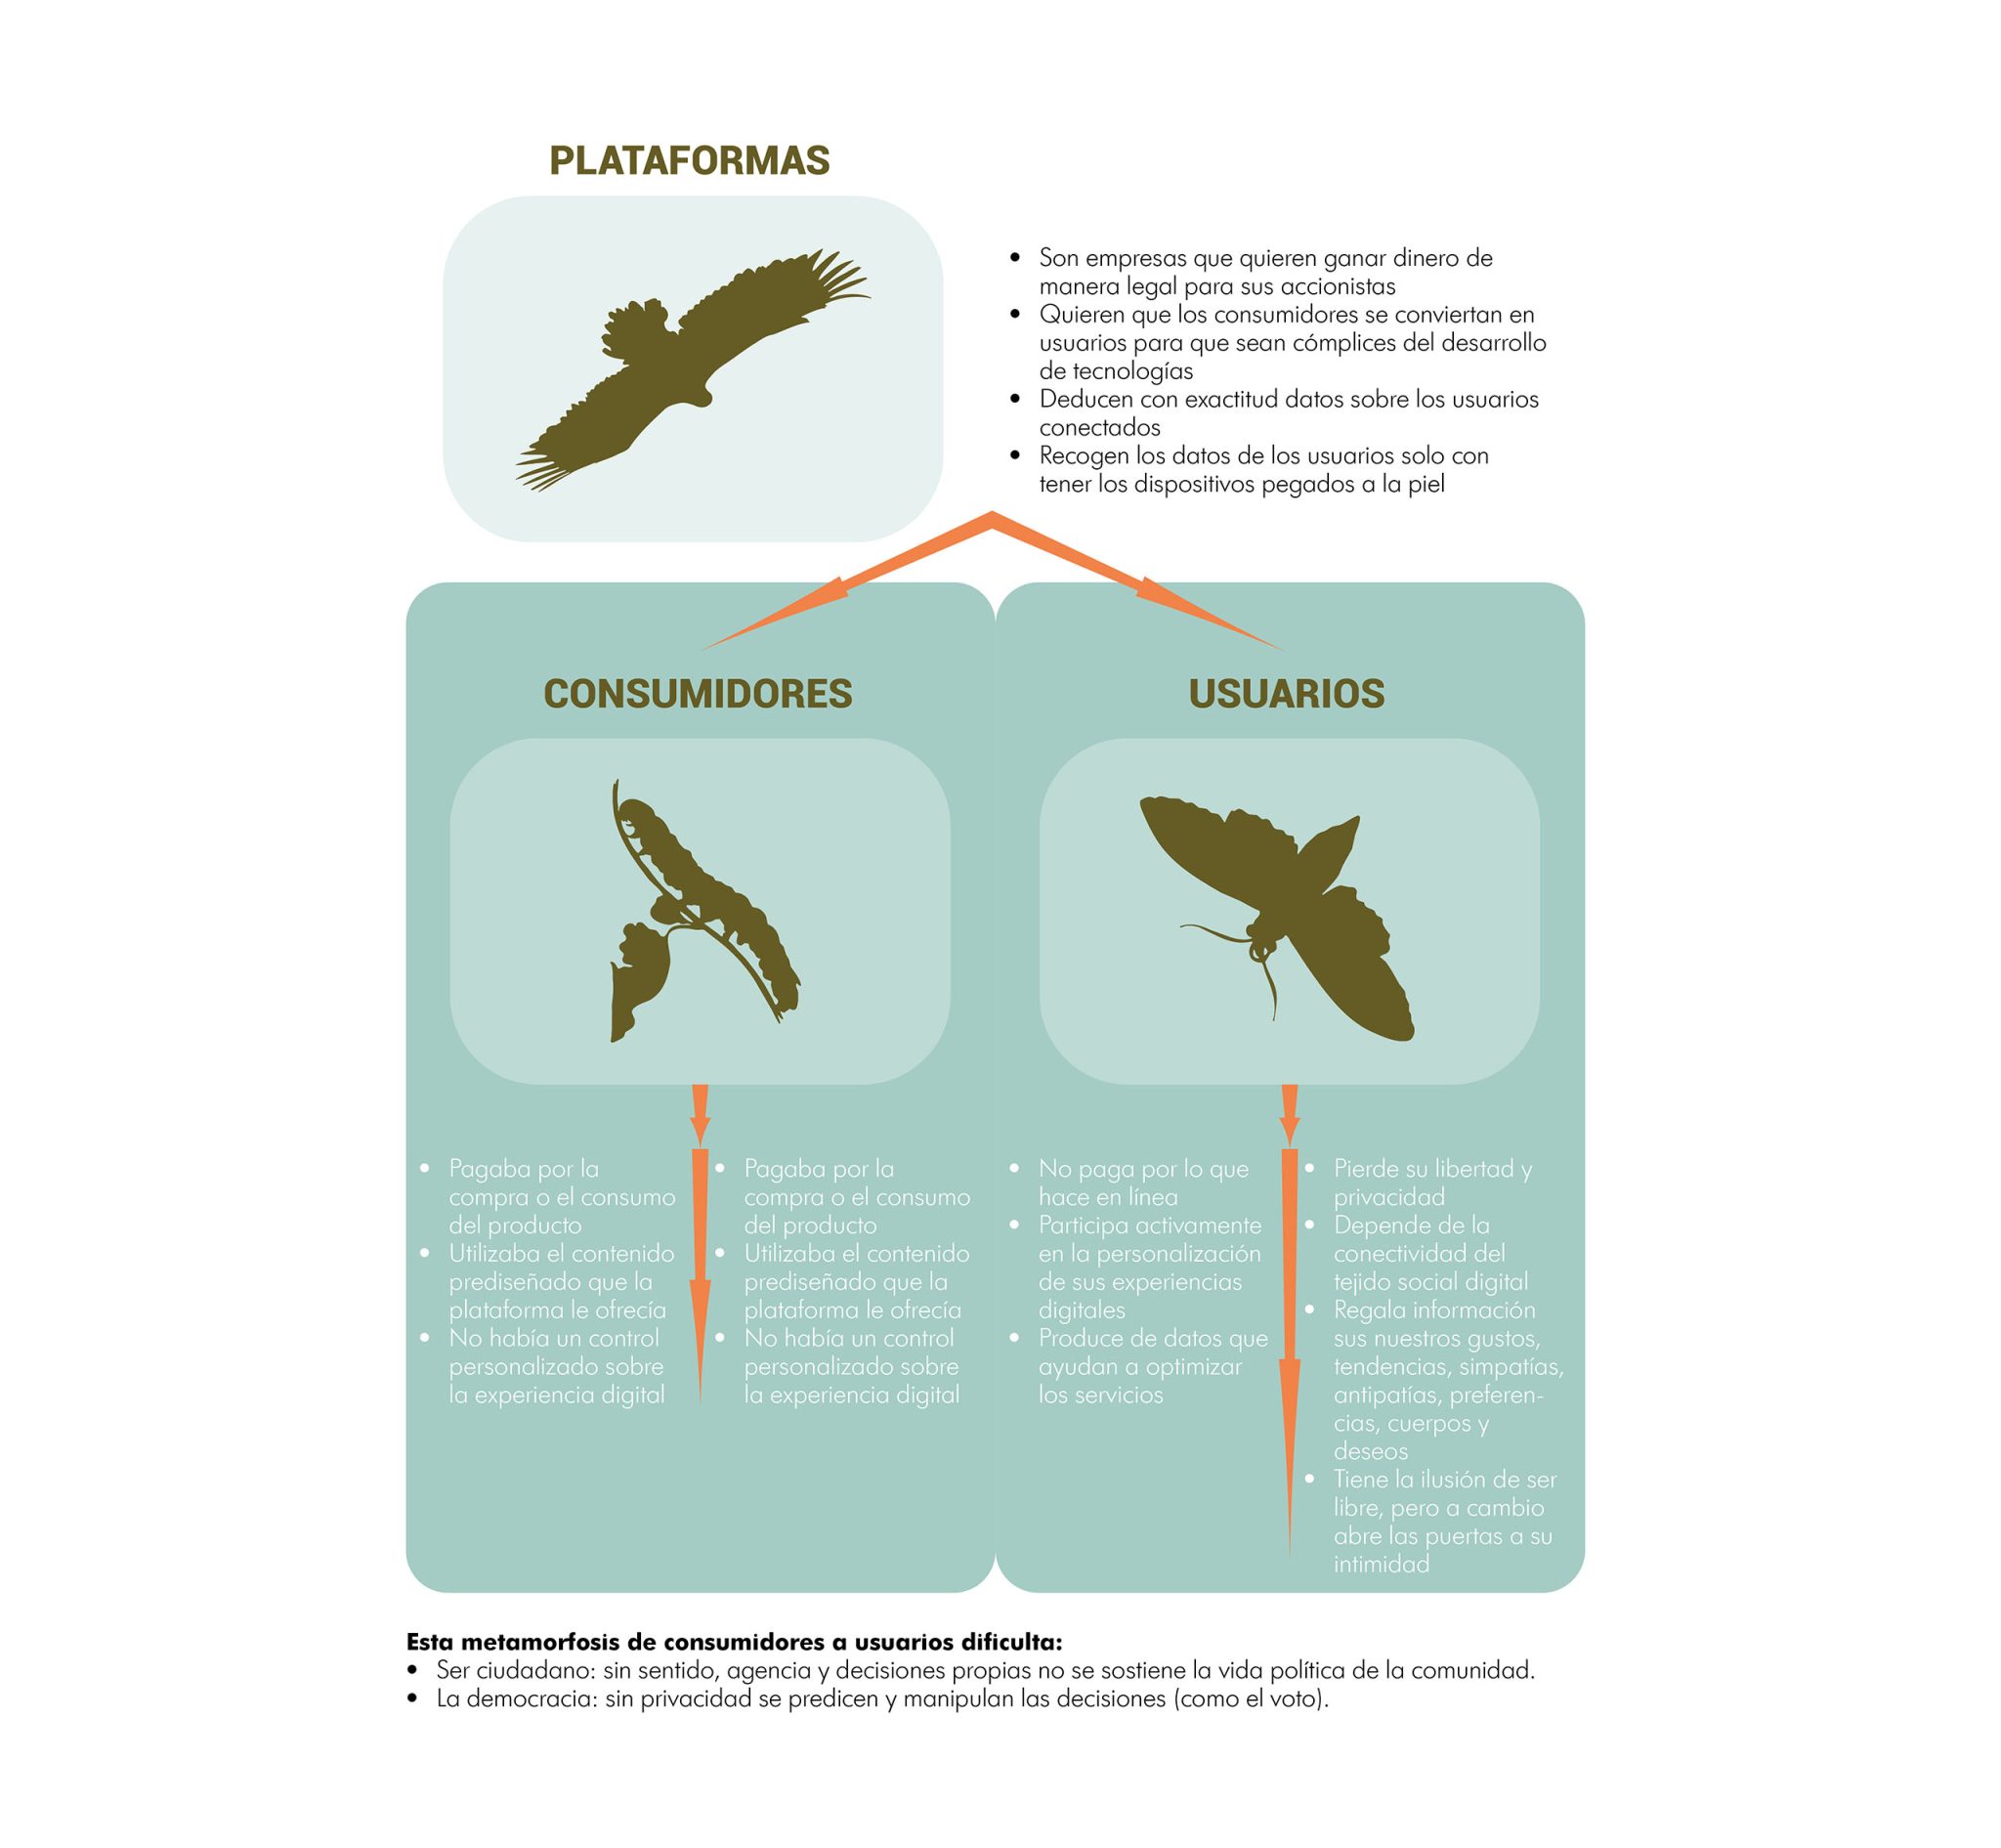 PLATAFORMAS
• Son empresas que quieren ganar dinero de
manera legal para sus accionistas
• Quieren que los consumidores se conviertan en
usuarios para que sean cómplices del desarrollo
de tecnologías
• Deducen con exactitud datos sobre los usuarios
conectados
• Recogen los datos de los usuarios solo con
tener los dispositivos pegados a la piel
CONSUMIDORES
• Pagaba por la
compra o el consumo
del producto
• Utilizaba el contenido
prediseñado que la
plataforma le ofrecía
• No había un control
personalizado sobre
la experiencia digital
• Pagaba por la
compra o el consumo
del producto
• Utilizaba el contenido
prediseñado que la
plataforma le ofrecía
• No había un control
personalizado sobre
la experiencia digital
USUARIOS
• No paga por lo que
hace en línea
• Participa activamente
en la personalización
de sus experiencias
digitales
• Produce de datos que
ayudan a optimizar
los servicios
• Pierde su libertad y
privacidad
• Depende de la
conectividad del
tejido social digital
• Regala información
sus nuestros gustos,
tendencias, simpatías,
antipatías, preferen-
cias, cuerpos y
deseos
• Tiene la ilusión de ser
libre, pero a cambio
abre las puertas a su
intimidad
Esta metamorfosis de consumidores a usuarios dificulta:
• Ser ciudadano: sin sentido, agencia y decisiones propias no se sostiene la vida política de la comunidad.
• La democracia: sin privacidad se predicen y manipulan las decisiones (como el voto).